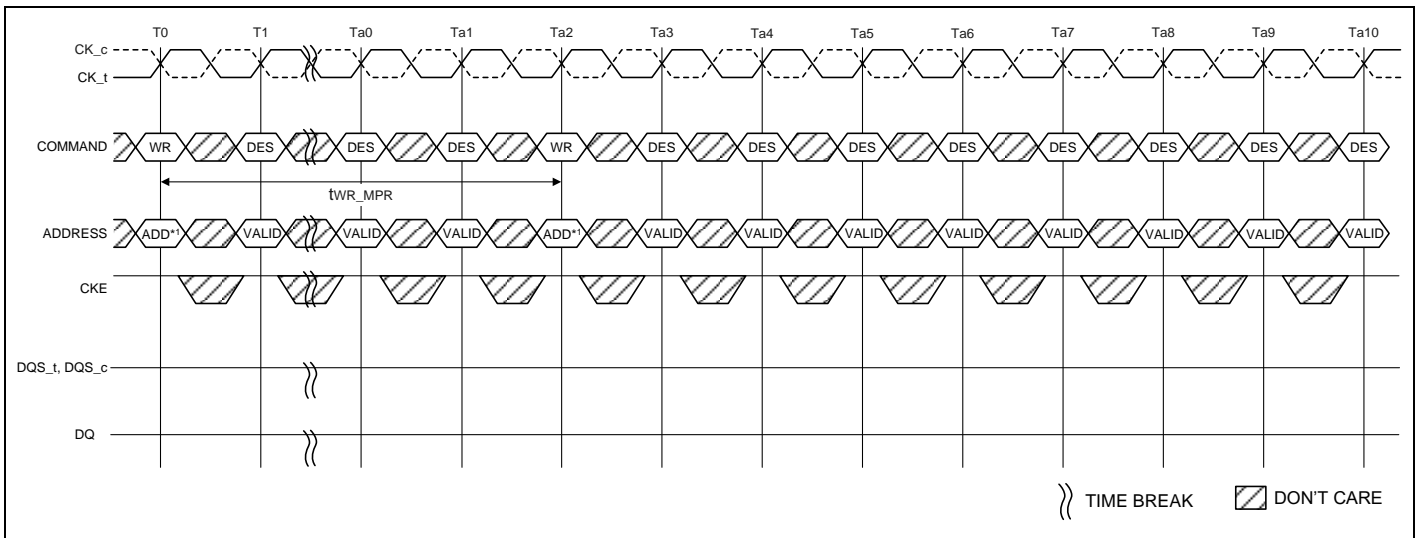 T0 T1 Ta0 Ta1 Ta2 Ta3 Ta4 Ta5 Ta6 Ta7 Ta8 Ta9 Ta10
CK_c
CK_t
COMMAND WR DES DES DES WR DES DES DES DES DES DES DES DES
tWR_MPR
ADDRESS ADD*1 VALID VALID VALID ADD*1 VALID VALID VALID VALID VALID VALID VALID VALID
CKE
DQS_t, DQS_c
DQ
TIME BREAK DON'T CARE